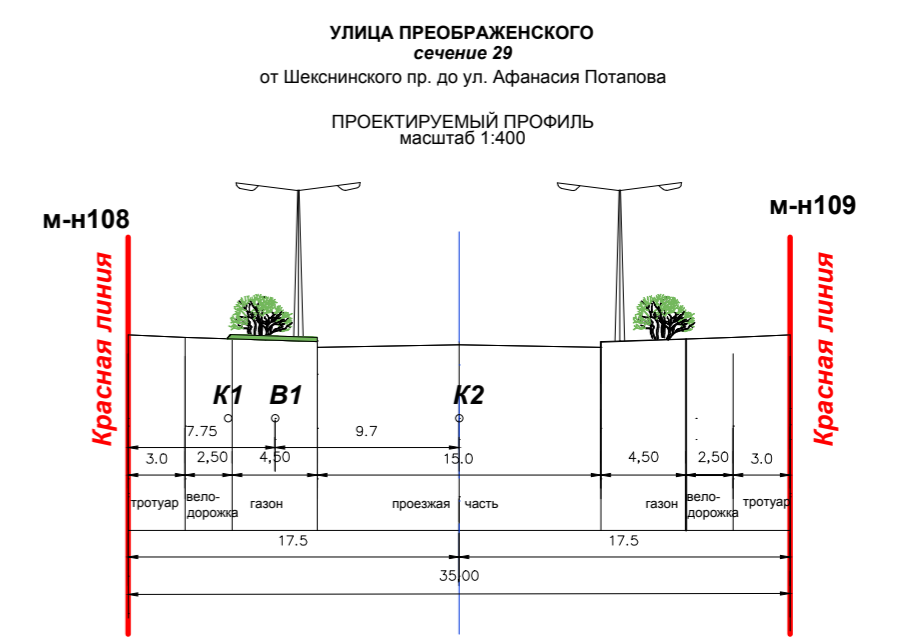 УЛИЦА ПРЕОБРАЖЕНСКОГО
сечение 29
от Шекснинского пр. до ул. Афанасия Потапова
ПРОЕКТИРУЕМЫЙ ПРОФИЛЬ
масштаб 1:400
м-н108
м-н109
Красная линия
Красная линия
К1 В1 К2
7.75 9.7
3.0 2,50 4,50 15.0 4,50 2,50 3.0
тротуар вело-дорожка газон проезжая часть газон вело-дорожка тротуар
17.5 17.5
35,00